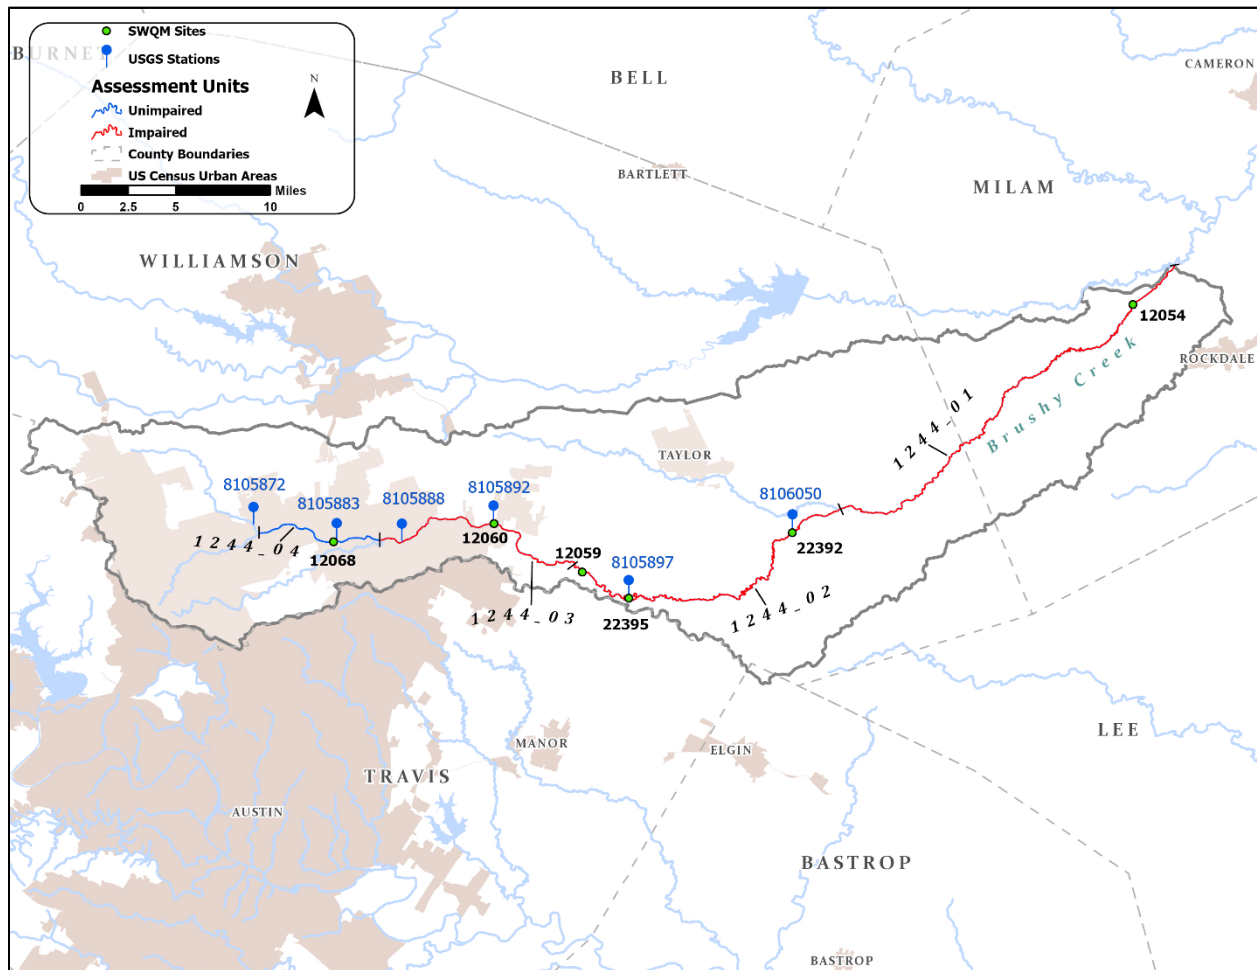 SWQM Sites
BURNET
USGS Stations
Assessment Units
N
Unimpaired
Impaired
County Boundaries
US Census Urban Areas
Miles
0 2.5 5 10
BELL
CAMERON
BARTLETT
MILAM
WILLIAMSON
12054
ROCKDALE
Brushy Creek
1244_01
TAYLOR
8105872
8105883
8105888
8105892
8106050
1244_04
12068
12060
12059
22392
8105897
1244_03
22395
1244_02
MANOR
ELGIN
LEE
TRAVIS
AUSTIN
BASTROP
BASTROP